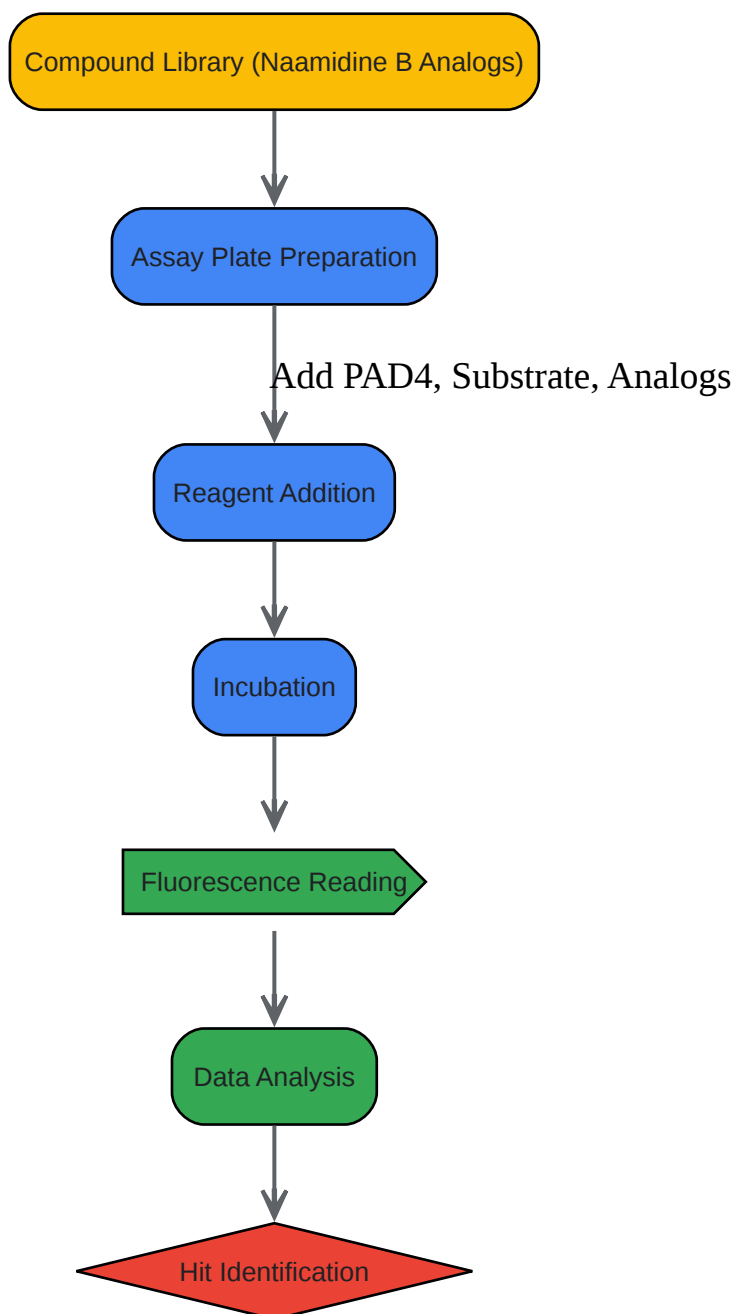 Compound Library (Naamidine B Analogs)
Assay Plate Preparation
Add PAD4, Substrate, Analogs
Reagent Addition
Incubation
Fluorescence Reading
Data Analysis
Hit Identification